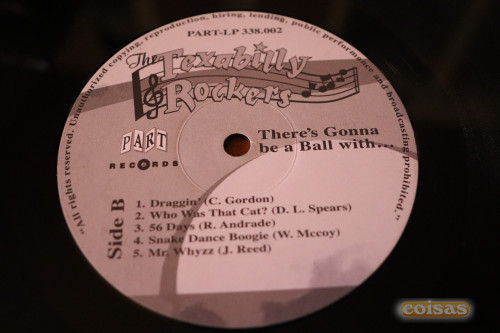 "All rights reserved. Unauthorized copying, reproduction, hiring, lending, public performance and broadcasting prohibited."
PART-LP 338.002
The Texabilly
Rockers
PART
RECORDS
There's Gonna
be a Ball with...
Side B
1. Draggin' (C. Gordon)
2. Who Was That Cat? (D. L. Spears)
3. 56 Days (R. Andrade)
4. Snake Dance Boogie (W. Mccoy)
5. Mr. Whyzz (J. Reed)
coisas